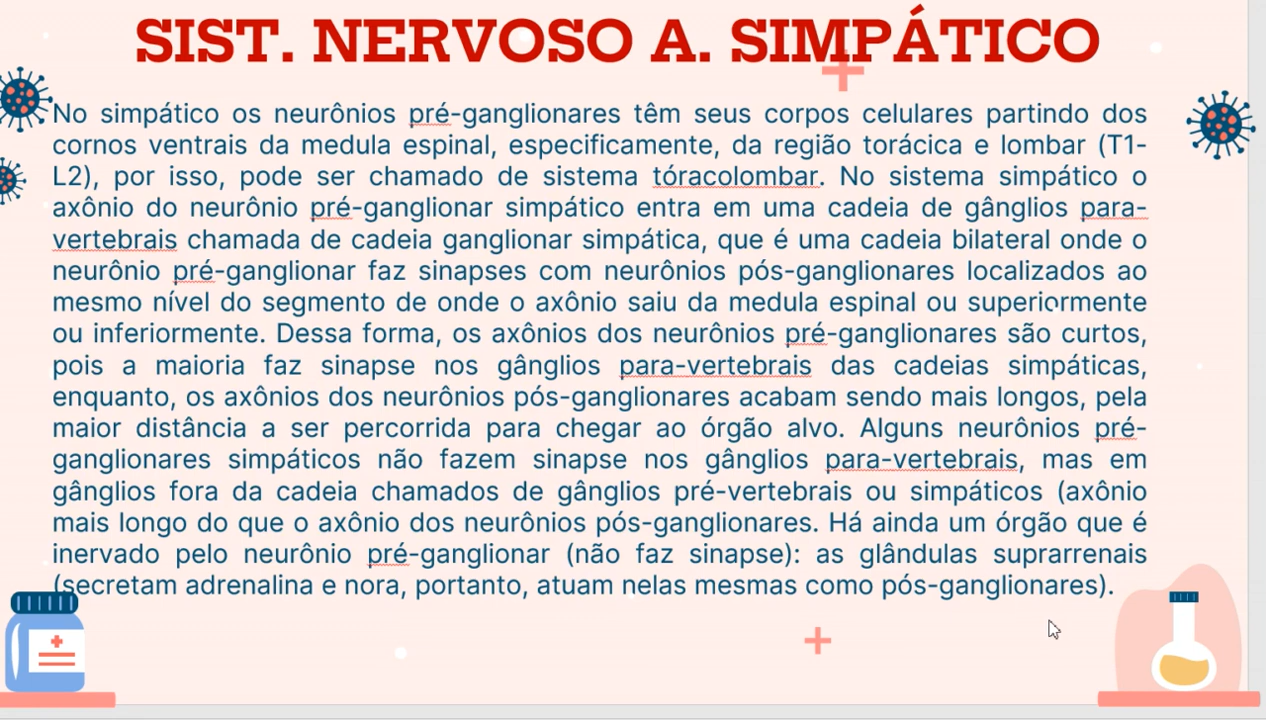 SIST. NERVOSO A. SIMPÁTICO
No simpático os neurônios pré-ganglionares têm seus corpos celulares partindo dos
cornos ventrais da medula espinal, especificamente, da região torácica e lombar (T1-
L2), por isso, pode ser chamado de sistema tóracolombar. No sistema simpático o
axônio do neurônio pré-ganglionar simpático entra em uma cadeia de gânglios para-
vertebrais chamada de cadeia ganglionar simpática, que é uma cadeia bilateral onde o
neurônio pré-ganglionar faz sinapses com neurônios pós-ganglionares localizados ao
mesmo nível do segmento de onde o axônio saiu da medula espinal ou superiormente
ou inferiormente. Dessa forma, os axônios dos neurônios pré-ganglionares são curtos,
pois a maioria faz sinapse nos gânglios para-vertebrais das cadeias simpáticas,
enquanto, os axônios dos neurônios pós-ganglionares acabam sendo mais longos, pela
maior distância a ser percorrida para chegar ao órgão alvo. Alguns neurônios pré-
ganglionares simpáticos não fazem sinapse nos gânglios para-vertebrais, mas em
gânglios fora da cadeia chamados de gânglios pré-vertebrais ou simpáticos (axônio
mais longo do que o axônio dos neurônios pós-ganglionares. Há ainda um órgão que é
inervado pelo neurônio pré-ganglionar (não faz sinapse): as glândulas suprarrenais
(secretam adrenalina e nora, portanto, atuam nelas mesmas como pós-ganglionares).